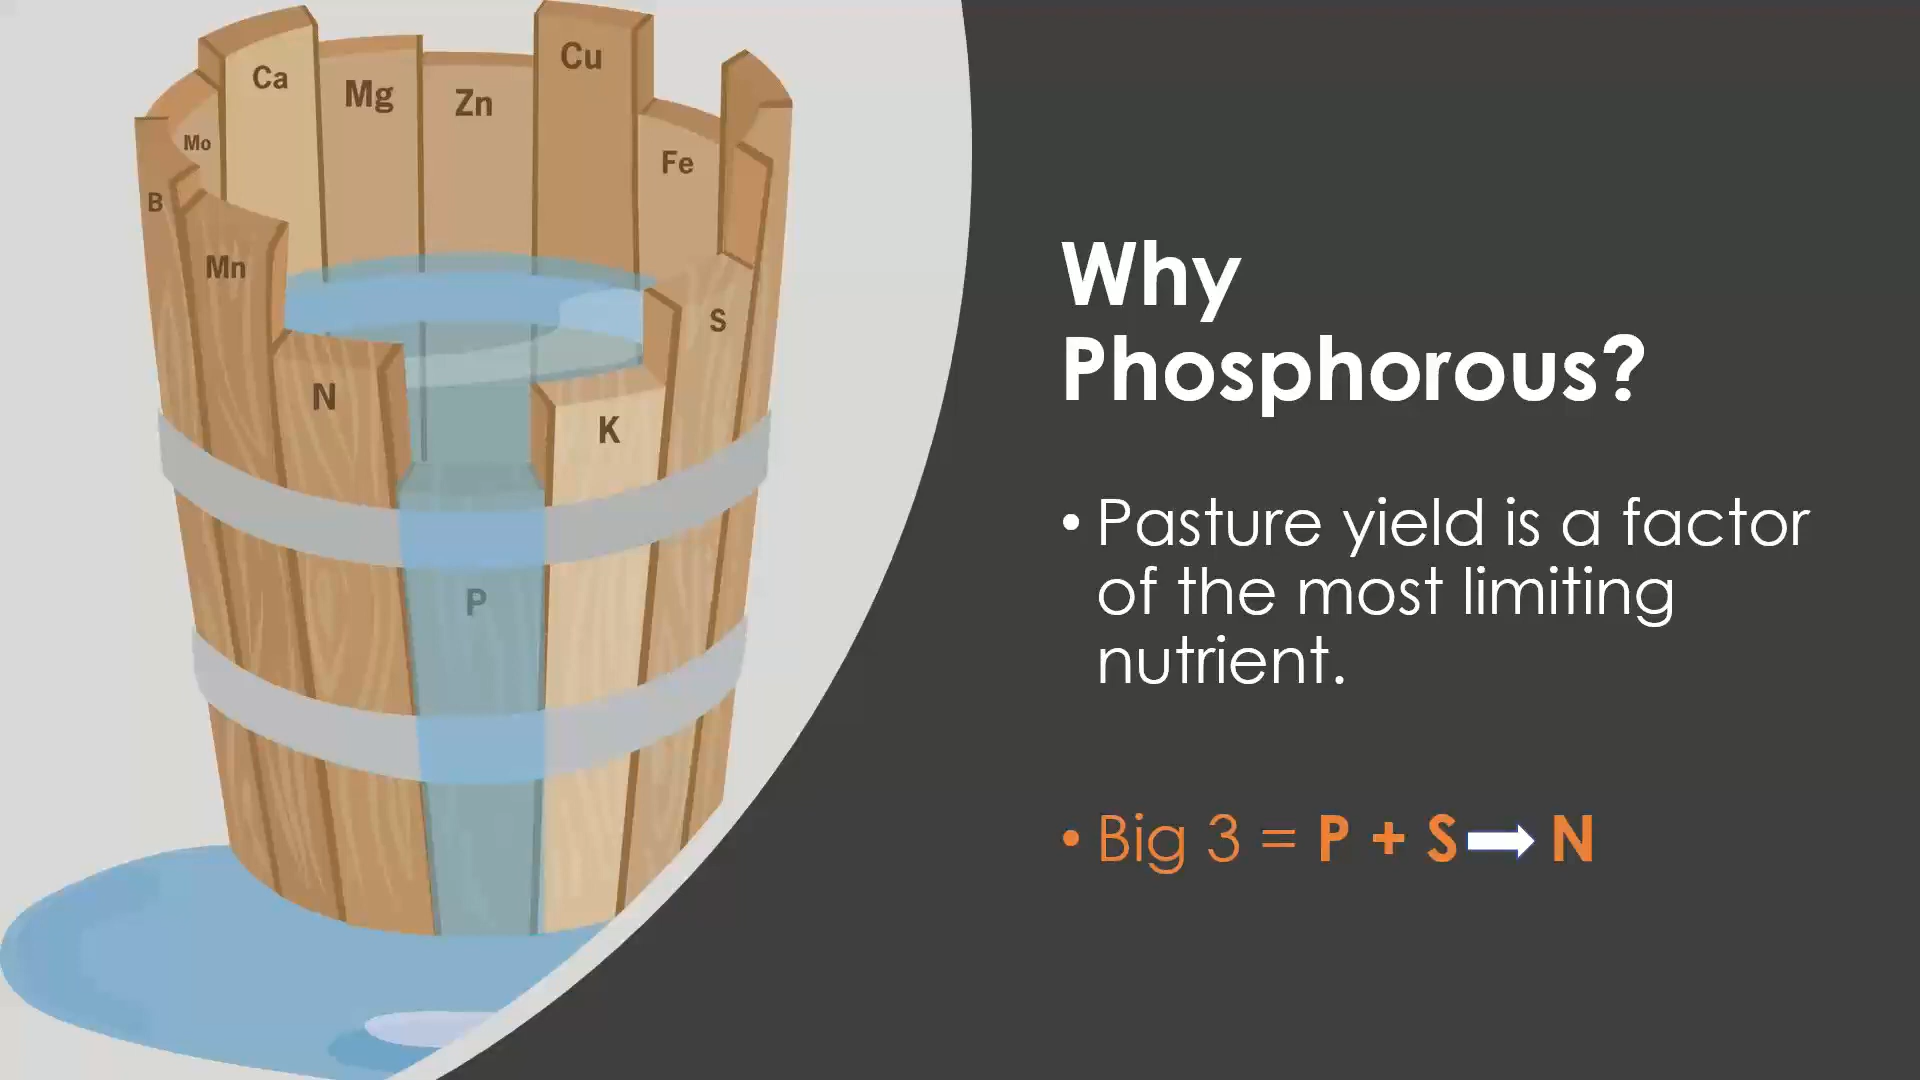 Ca
Mg
Zn
Cu
Mo
Fe
B
Mn
S
N
K
P
Why
Phosphorous?
• Pasture yield is a factor
of the most limiting
nutrient.
• Big 3 = P + S ➡ N